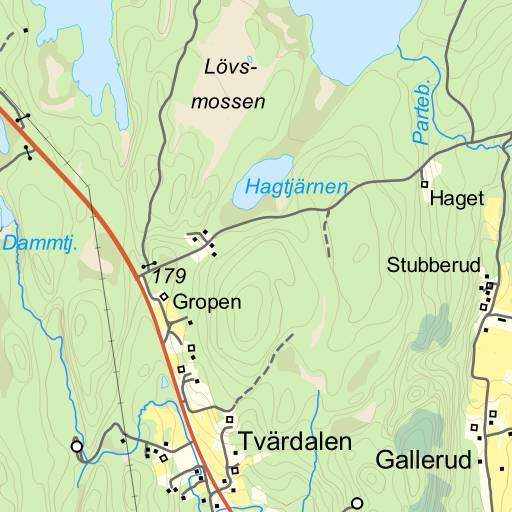 Lövs-
mossen
Parteb.
Hagtjärnen
Haget
Dammtj.
179
Stubberud
Gropen
Tvärdalen
Gallerud